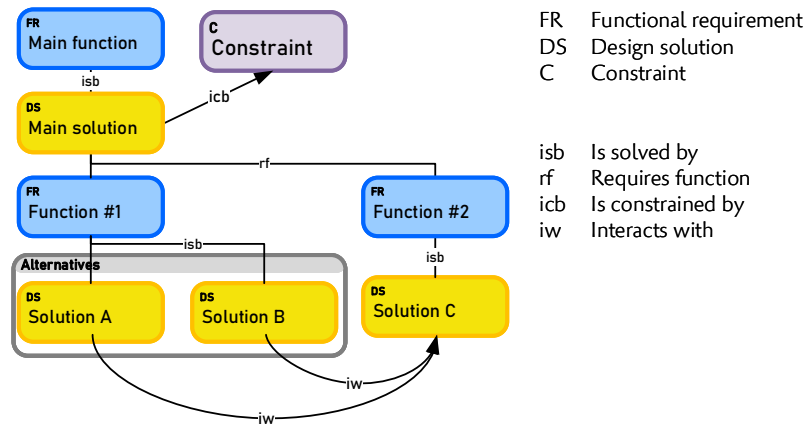 FR
Main function
C
Constraint
isb
icb
DS
Main solution
rf
FR
Function #1
FR
Function #2
isb
isb
Alternatives
DS
Solution A
DS
Solution B
DS
Solution C
iw
iw
FR Functional requirement
DS Design solution
C Constraint
isb Is solved by
rf Requires function
icb Is constrained by
iw Interacts with